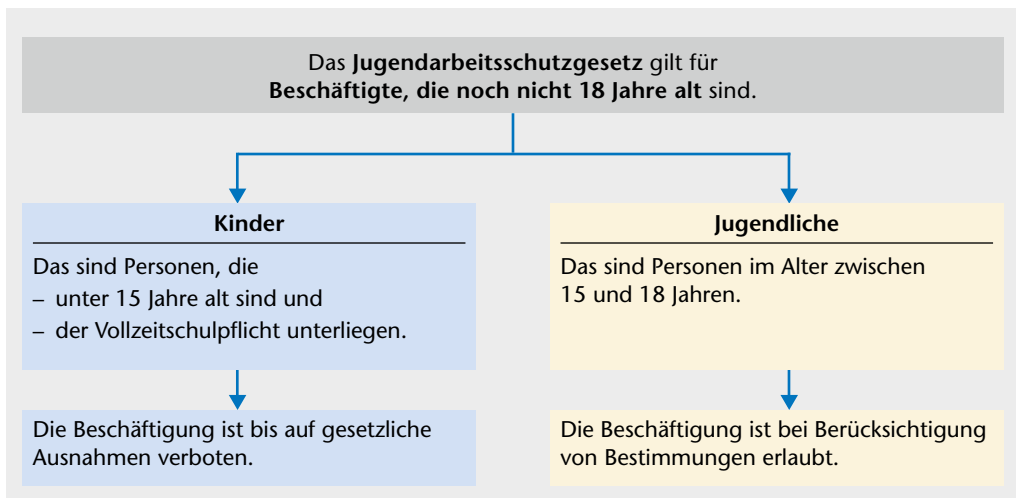 Das Jugendarbeitsschutzgesetz gilt für
Beschäftigte, die noch nicht 18 Jahre alt sind.
Kinder
Das sind Personen, die
– unter 15 Jahre alt sind und
– der Vollzeitschulpflicht unterliegen.
Die Beschäftigung ist bis auf gesetzliche
Ausnahmen verboten.
Jugendliche
Das sind Personen im Alter zwischen
15 und 18 Jahren.
Die Beschäftigung ist bei Berücksichtigung
von Bestimmungen erlaubt.